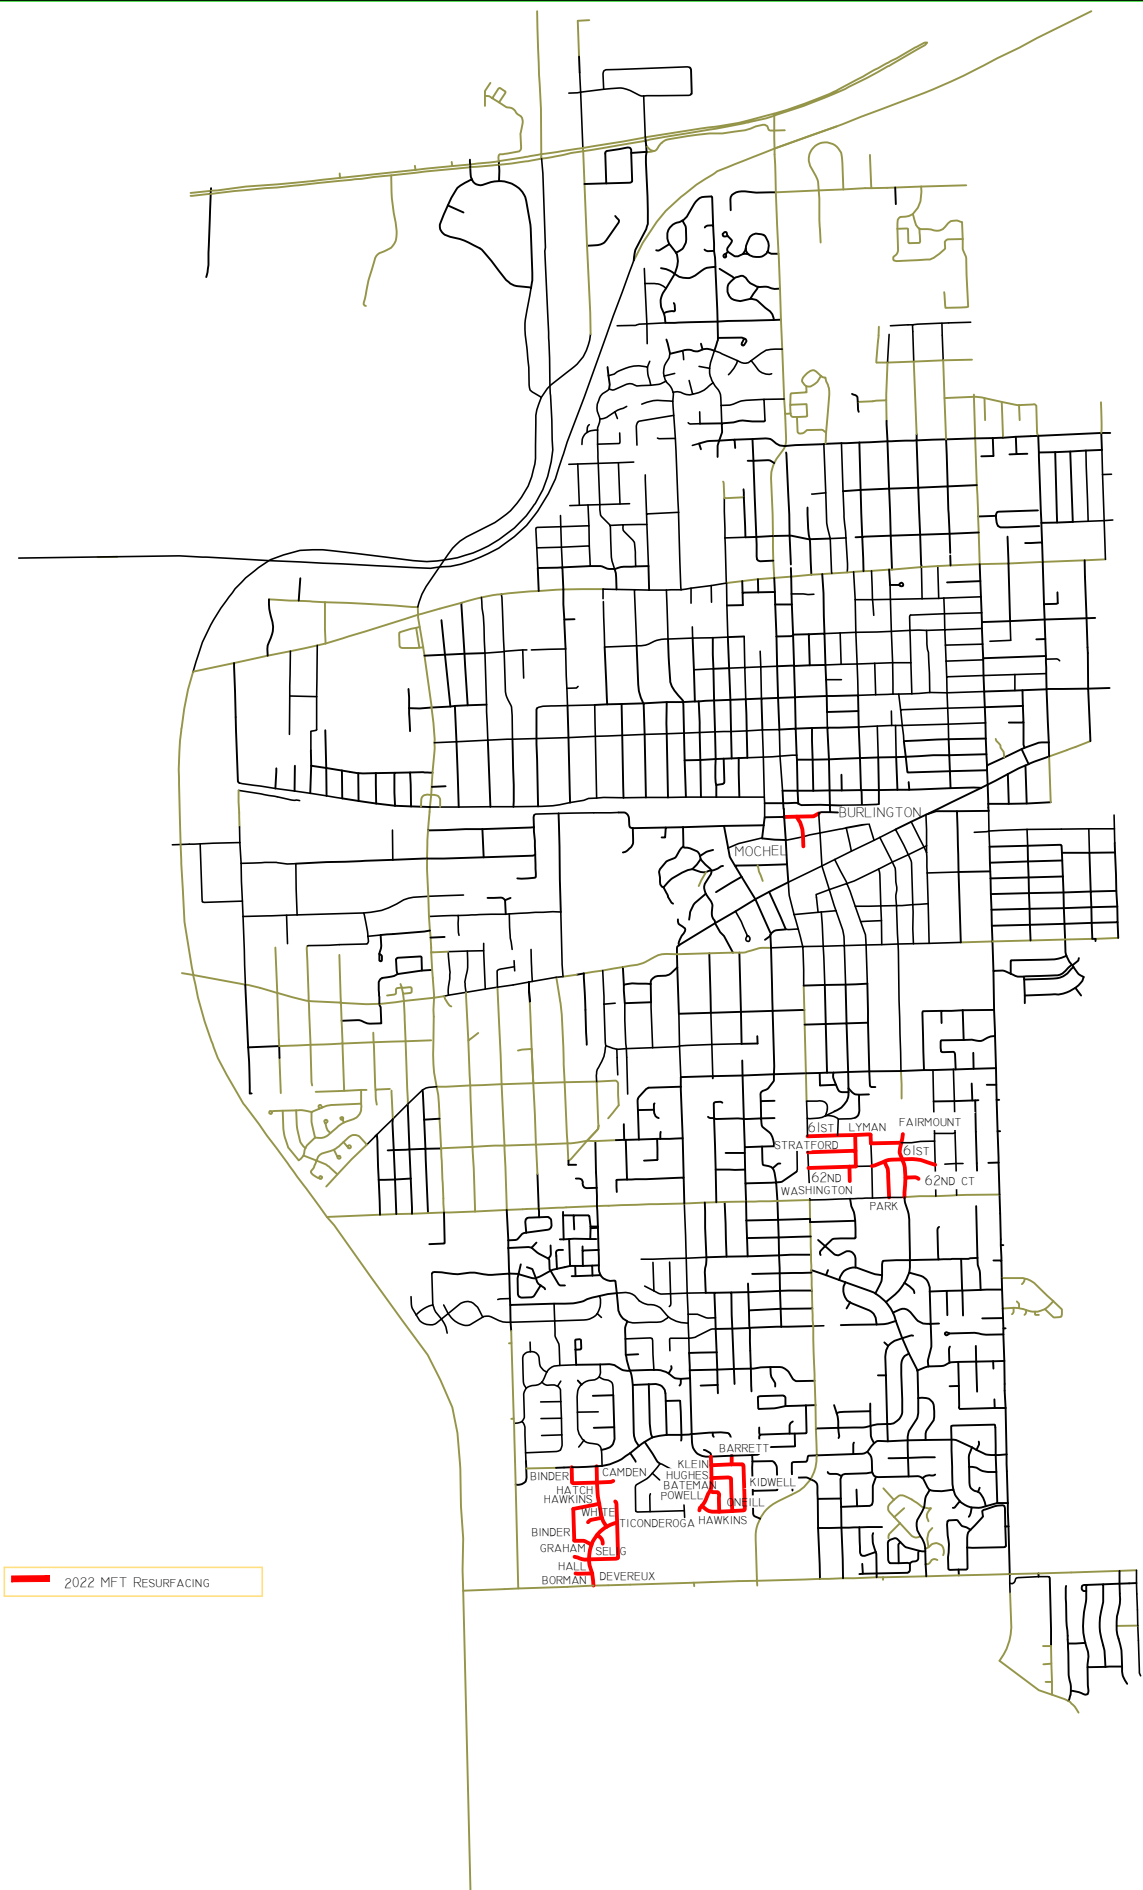 BURLINGTON
MOCHEL
FAIRMOUNT
61ST
LYMAN
STRATFORD
61ST
62ND
62ND CT
WASHINGTON
PARK
BARRETT
KLEIN
CAMDEN
BINDER
HUGHES
KIDWELL
BATEMAN
HATCH
POWELL
HAWKINS
ONEILL
WHITE
HAWKINS
TICONDEROGA
BINDER
GRAHAM
SELIG
HALL
DEVEREUX
BORMAN
2022 MFT RESURFACING